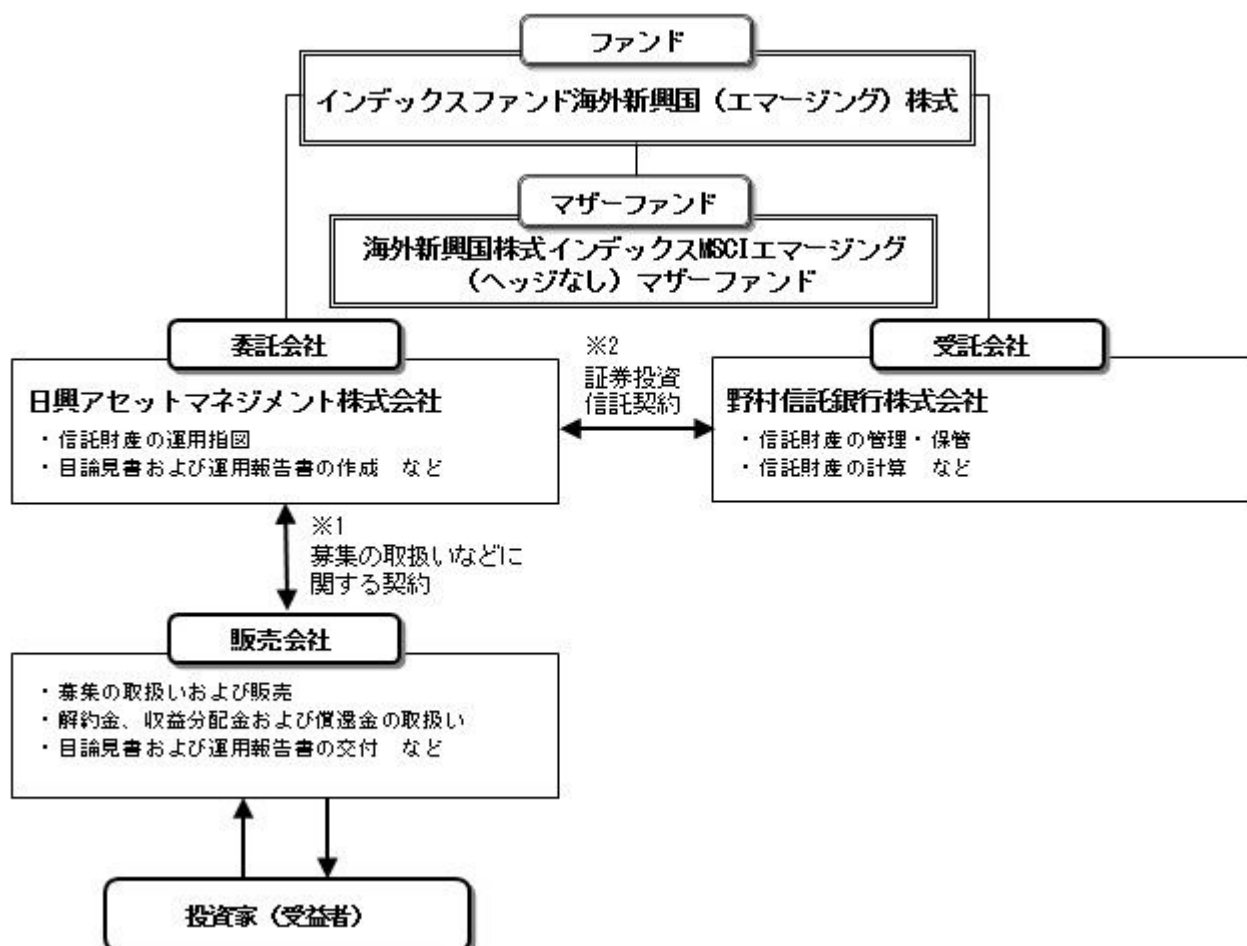 ファンド
インデックスファンド海外新興国（エマージング）株式
マザーファンド
海外新興国株式インデックスMSCIエマージング
（ヘッジなし）マザーファンド
委託会社
日興アセットマネジメント株式会社
・信託財産の運用指図
・目論見書および運用報告書の作成　など
※2
証券投資
信託契約
受託会社
野村信託銀行株式会社
・信託財産の管理・保管
・信託財産の計算　など
※1
募集の取扱いなどに
関する契約
販売会社
・募集の取扱いおよび販売
・解約金、収益分配金および償還金の取扱い
・目論見書および運用報告書の交付　など
投資家（受益者）